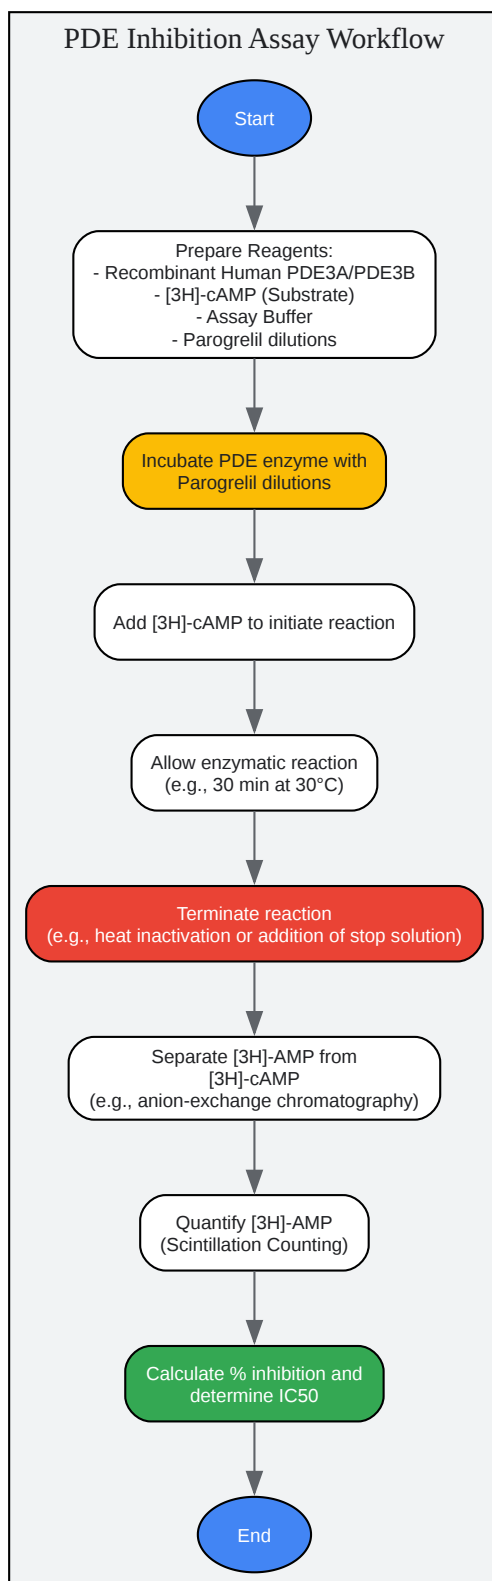 PDE Inhibition Assay Workflow
Start
Prepare Reagents:
- Recombinant Human PDE3A/PDE3B
- [3H]-cAMP (Substrate)
- Assay Buffer
- Parogrelil dilutions
Incubate PDE enzyme with
Parogrelil dilutions
Add [3H]-cAMP to initiate reaction
Allow enzymatic reaction
(e.g., 30 min at 30°C)
Terminate reaction
(e.g., heat inactivation or addition of stop solution)
Separate [3H]-AMP from
[3H]-cAMP
(e.g., anion-exchange chromatography)
Quantify [3H]-AMP
(Scintillation Counting)
Calculate % inhibition and
determine IC50
End